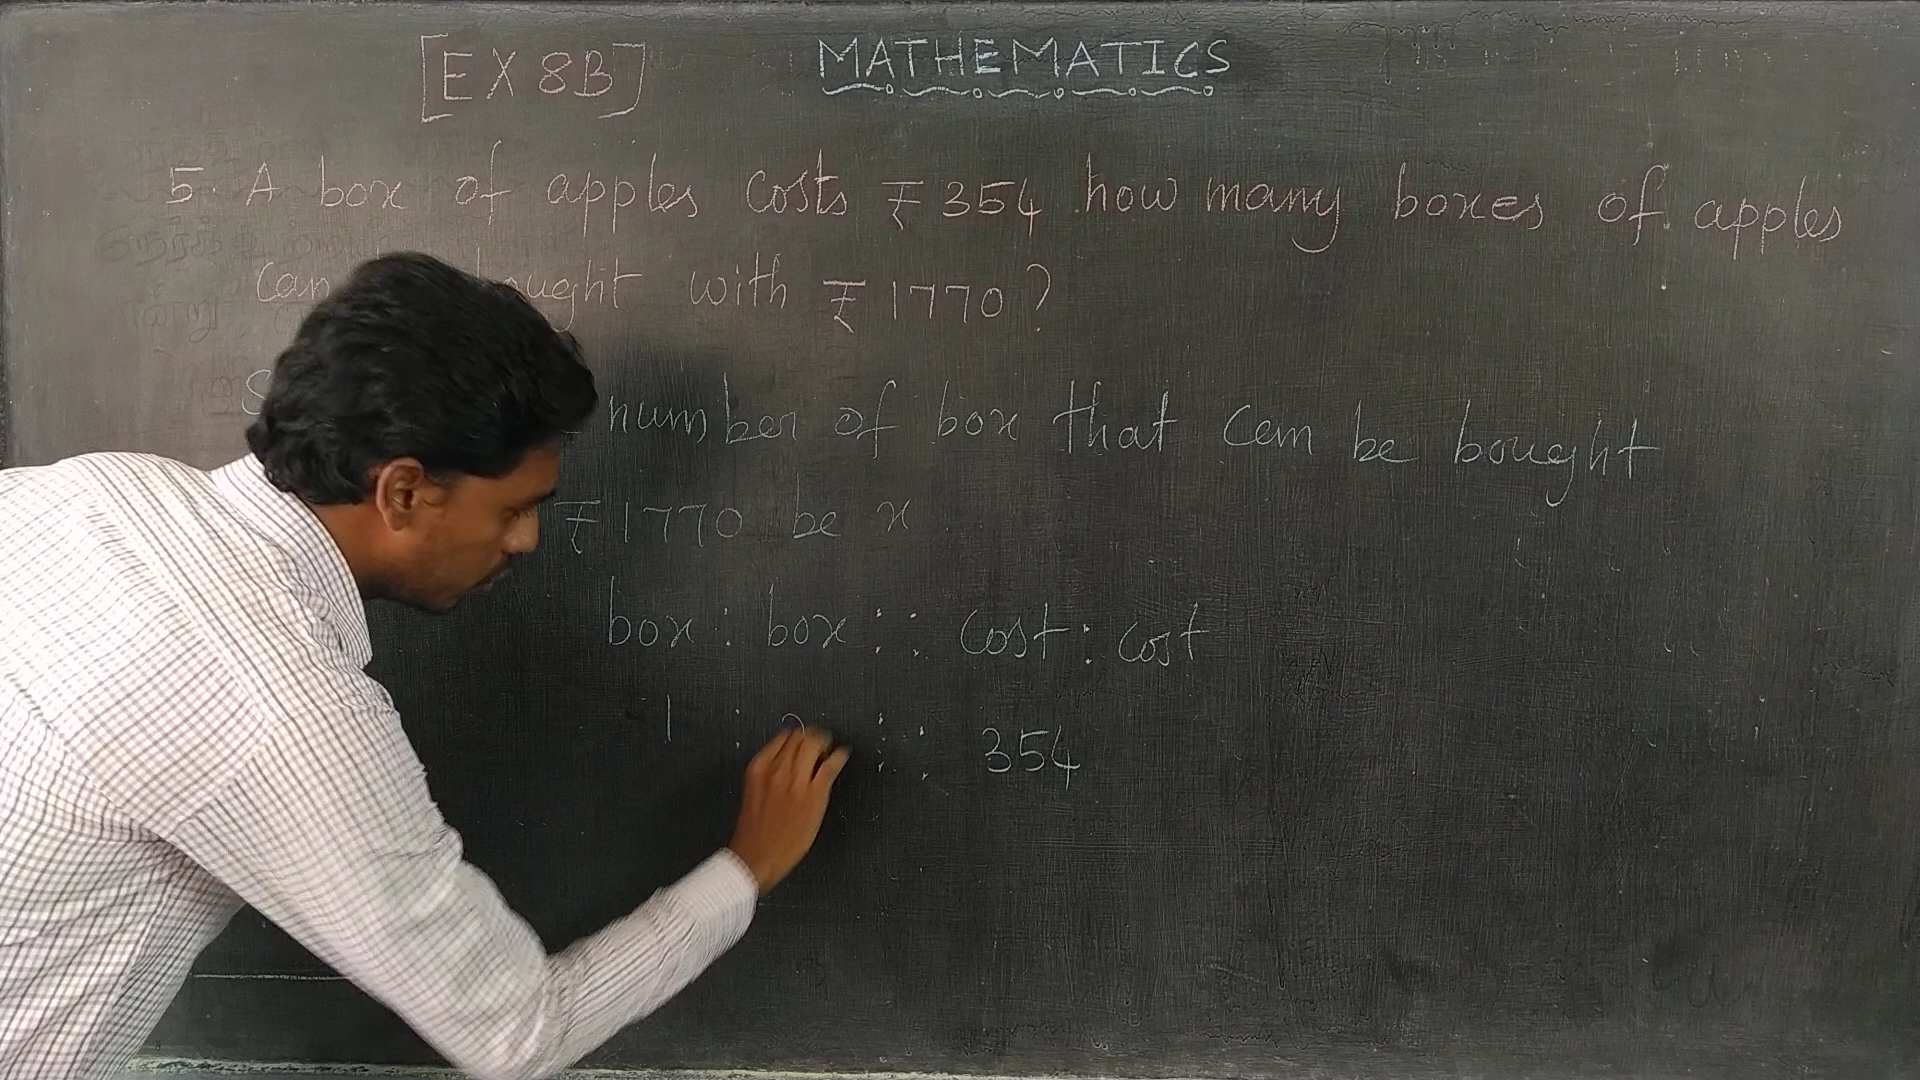 [EX 8B] MATHEMATICS
5. A box of apples costs ₹ 354 how many boxes of apples
can bought with ₹ 1770?
number of box that can be bought
₹ 1770 be x
box : box :: cost : cost
1 : :: 354